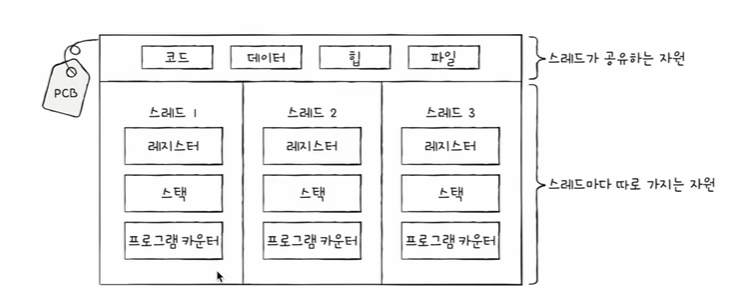 코드 데이터 힙 파일
스레드가 공유하는 자원
PCB
스레드 1 스레드 2 스레드 3
레지스터 레지스터 레지스터
스택 스택 스택
스레드마다 따로 가지는 자원
프로그램 카운터 프로그램 카운터 프로그램 카운터